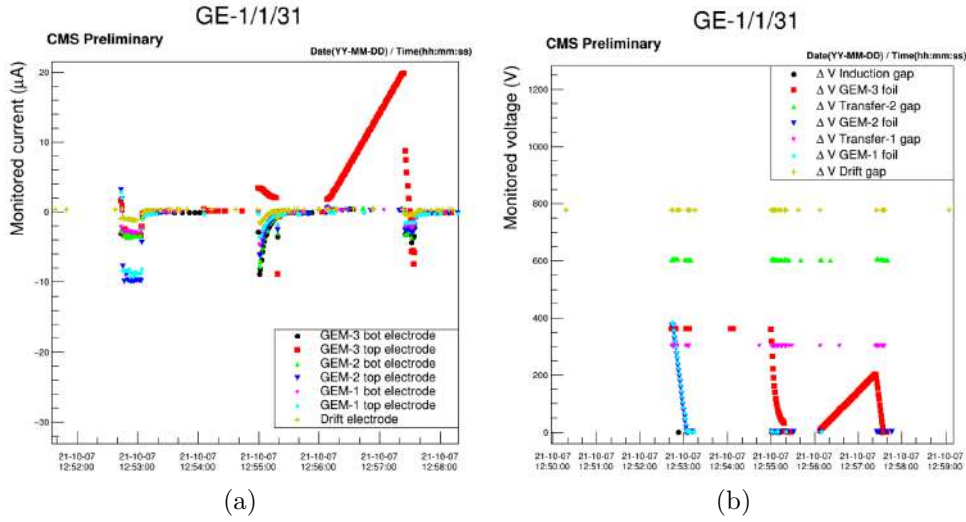 GE-1/1/31
CMS Preliminary
Date(YY-MM-DD) / Time(hh:mm:ss)
Monitored current (μA)
20
10
0
−10
−20
−30
GEM-3 bot electrode
GEM-3 top electrode
GEM-2 bot electrode
GEM-2 top electrode
GEM-1 bot electrode
GEM-1 top electrode
Drift electrode
21-10-07 21-10-07 21-10-07 21-10-07 21-10-07 21-10-07 21-10-07
12:52:00 12:53:00 12:54:00 12:55:00 12:56:00 12:57:00 12:58:00
(a)
GE-1/1/31
CMS Preliminary
Date(YY-MM-DD) / Time(hh:mm:ss)
Monitored voltage (V)
1200
1000
800
600
400
200
0
Δ V Induction gap
Δ V GEM-3 foil
Δ V Transfer-2 gap
Δ V GEM-2 foil
Δ V Transfer-1 gap
Δ V GEM-1 foil
Δ V Drift gap
21-10-07 21-10-07 21-10-07 21-10-07 21-10-07 21-10-07 21-10-07 21-10-07 21-10-07 21-10-07
12:50:00 12:51:00 12:52:00 12:53:00 12:54:00 12:55:00 12:56:00 12:57:00 12:58:00 12:59:00
(b)